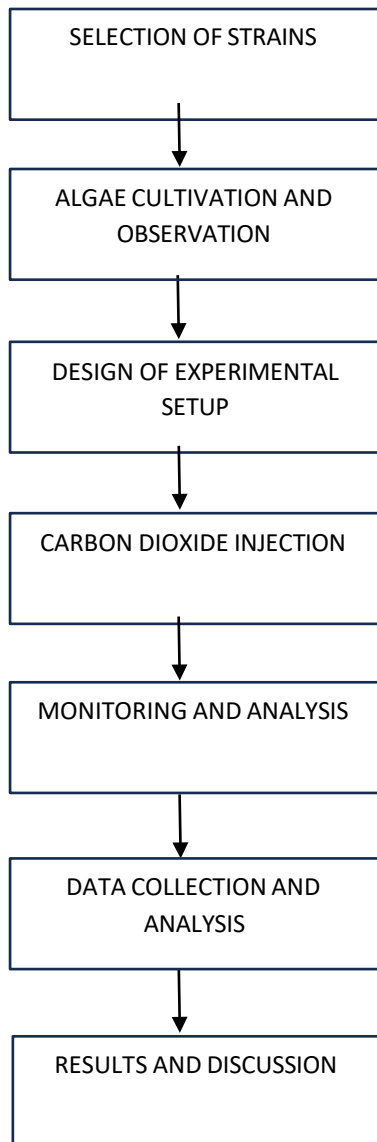 SELECTION OF STRAINS
ALGAE CULTIVATION AND
OBSERVATION
DESIGN OF EXPERIMENTAL
SETUP
CARBON DIOXIDE INJECTION
MONITORING AND ANALYSIS
DATA COLLECTION AND
ANALYSIS
RESULTS AND DISCUSSION